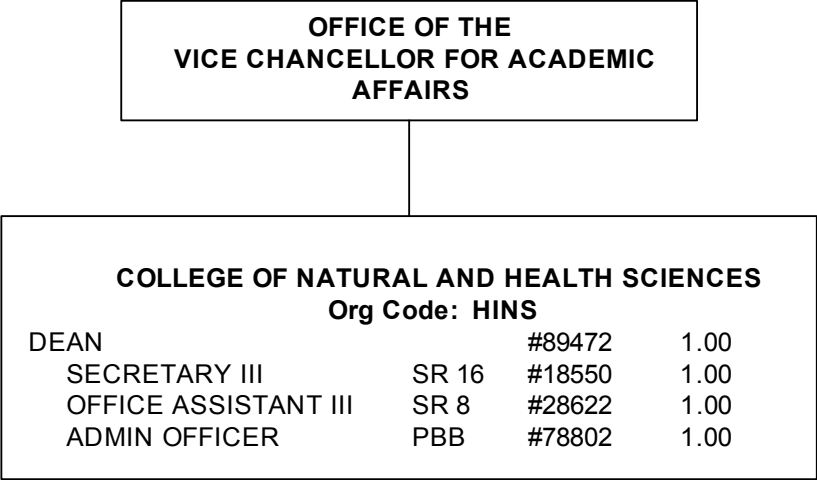 OFFICE OF THE
VICE CHANCELLOR FOR ACADEMIC
AFFAIRS
COLLEGE OF NATURAL AND HEALTH SCIENCES
Org Code: HINS
DEAN #89472 1.00
SECRETARY III SR 16 #18550 1.00
OFFICE ASSISTANT III SR 8 #28622 1.00
ADMIN OFFICER PBB #78802 1.00